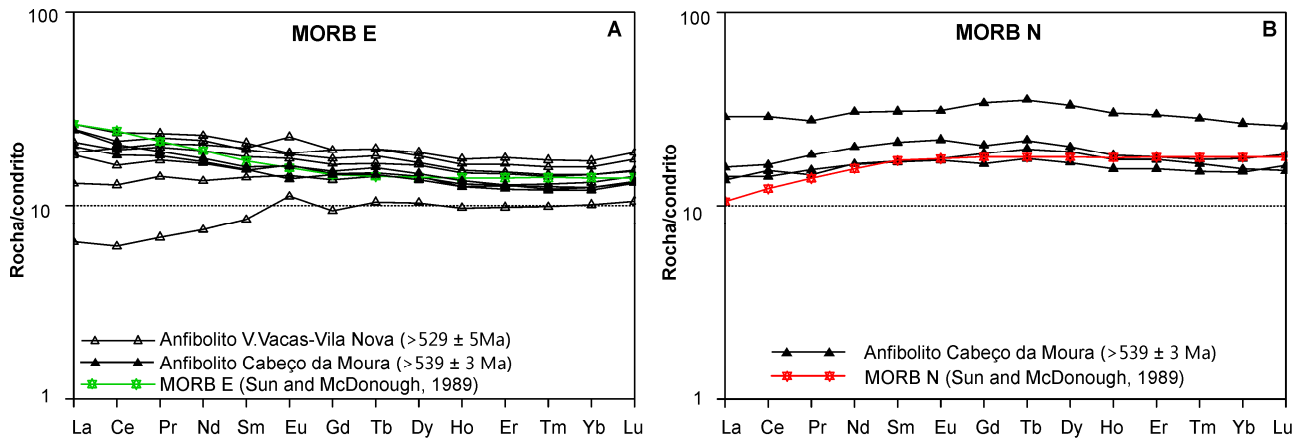 MORB E
A
100
10
1
Rocha/condrito
Anfibolito V.Vacas-Vila Nova (>529 ± 5Ma)
Anfibolito Cabeço da Moura (>539 ± 3 Ma)
MORB E (Sun and McDonough, 1989)
La Ce Pr Nd Sm Eu Gd Tb Dy Ho Er Tm Yb Lu
MORB N
B
100
10
1
Rocha/condrito
Anfibolito Cabeço da Moura (>539 ± 3 Ma)
MORB N (Sun and McDonough, 1989)
La Ce Pr Nd Sm Eu Gd Tb Dy Ho Er Tm Yb Lu